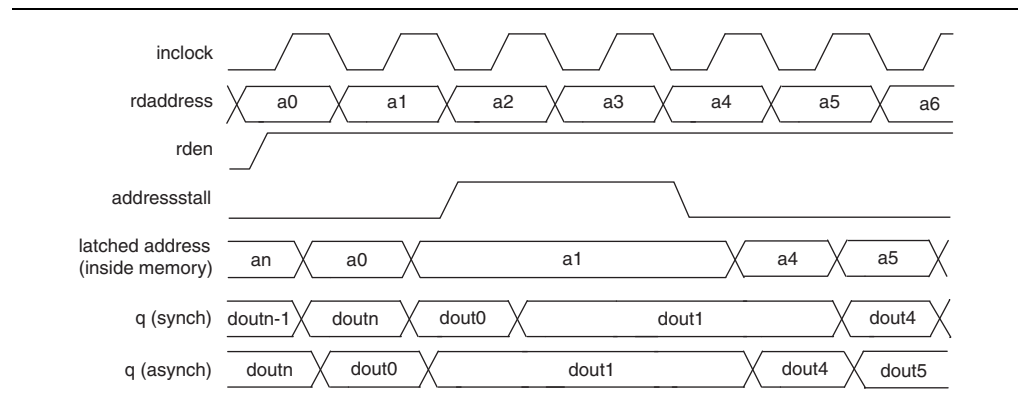 inclock
rdaddress a0 a1 a2 a3 a4 a5 a6
rden
addressstall
latched address
(inside memory) an a0 a1 a4 a5
q (synch) doutn-1 doutn dout0 dout1 dout4
q (asynch) doutn dout0 dout1 dout4 dout5